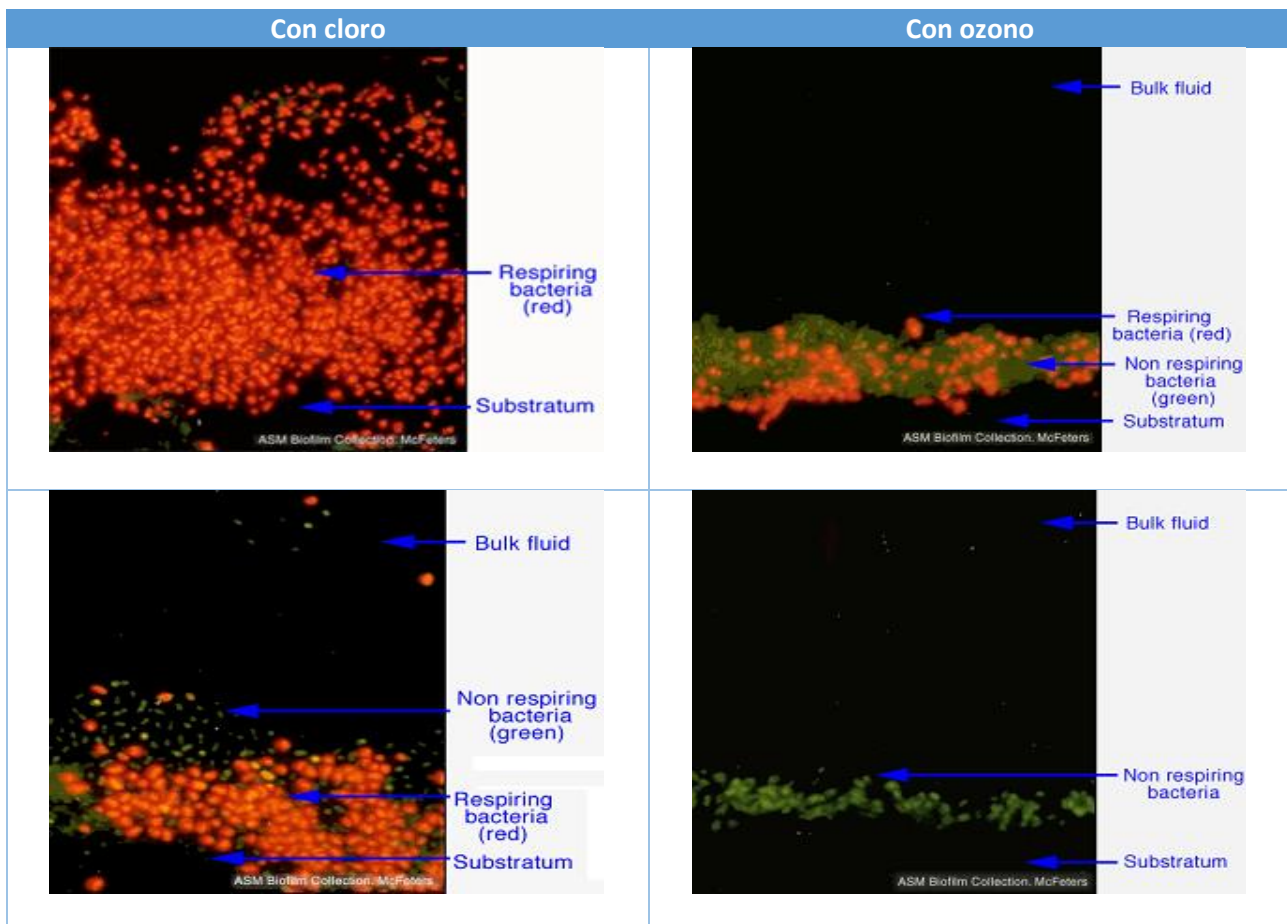 Con cloro
Con ozono
Respiring
bacteria
(red)
Substratum
ASM Biofilm Collection. McFeters
Bulk fluid
Respiring
bacteria (red)
Non respiring
bacteria
(green)
Substratum
ASM Biofilm Collection. McFeters
Bulk fluid
Non respiring
bacteria
(green)
Respiring
bacteria
(red)
Substratum
ASM Biofilm Collection. McFeters
Bulk fluid
Non respiring
bacteria
Substratum
ASM Biofilm Collection. McFeters